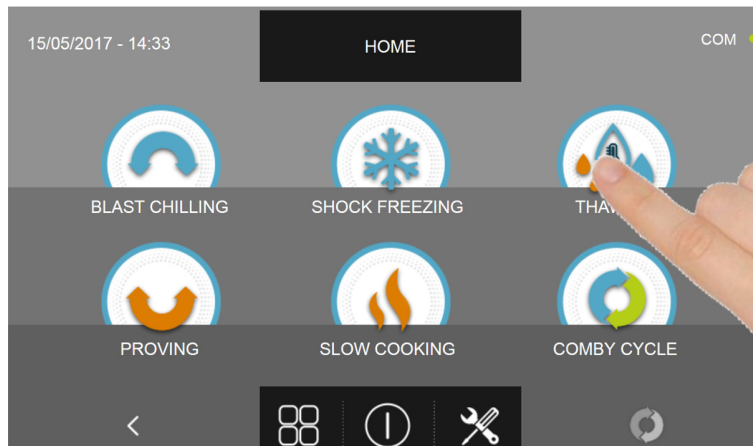 15/05/2017 - 14:33
HOME
COM
BLAST CHILLING
SHOCK FREEZING
PROVING
SLOW COOKING
COMBY CYCLE